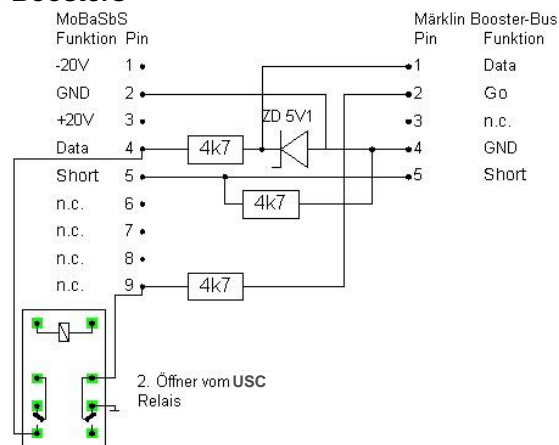 MoBaSbS Märklin Booster-Bus
Funktion Pin Pin Funktion
-20V 1 1 Data
GND 2 2 Go
+20V 3 ZD 5V1 3 n.c.
Data 4 4k7 4 GND
Short 5 5 Short
n.c. 6 4k7
n.c. 7
n.c. 8
n.c. 9 4k7
2. Öffner vom USC
Relais